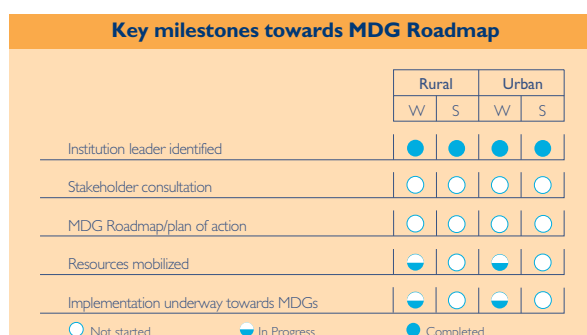 Key milestones towards MDG Roadmap
Rural Urban
W S W S
Institution leader identified
Stakeholder consultation
MDG Roadmap/plan of action
Resources mobilized
Implementation underway towards MDGs
Not started In Progress Completed